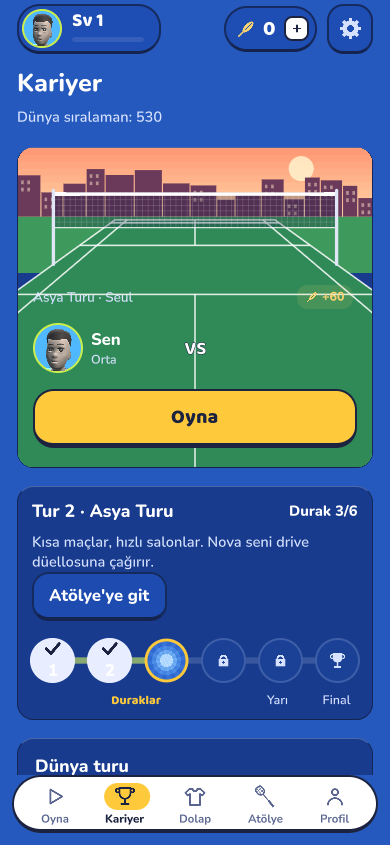 Sv 1
0
+
Kariyer
Dünya sıralaman: 530
Asya Turu · Seul
+60
Sen
Orta
VS
Oyna
Tur 2 · Asya Turu
Durak 3/6
Kısa maçlar, hızlı salonlar. Nova seni drive
düellosuna çağırır.
Atölye'ye git
1
2
Duraklar
Yarı
Final
Dünya turu
Oyna
Kariyer
Dolap
Atölye
Profil